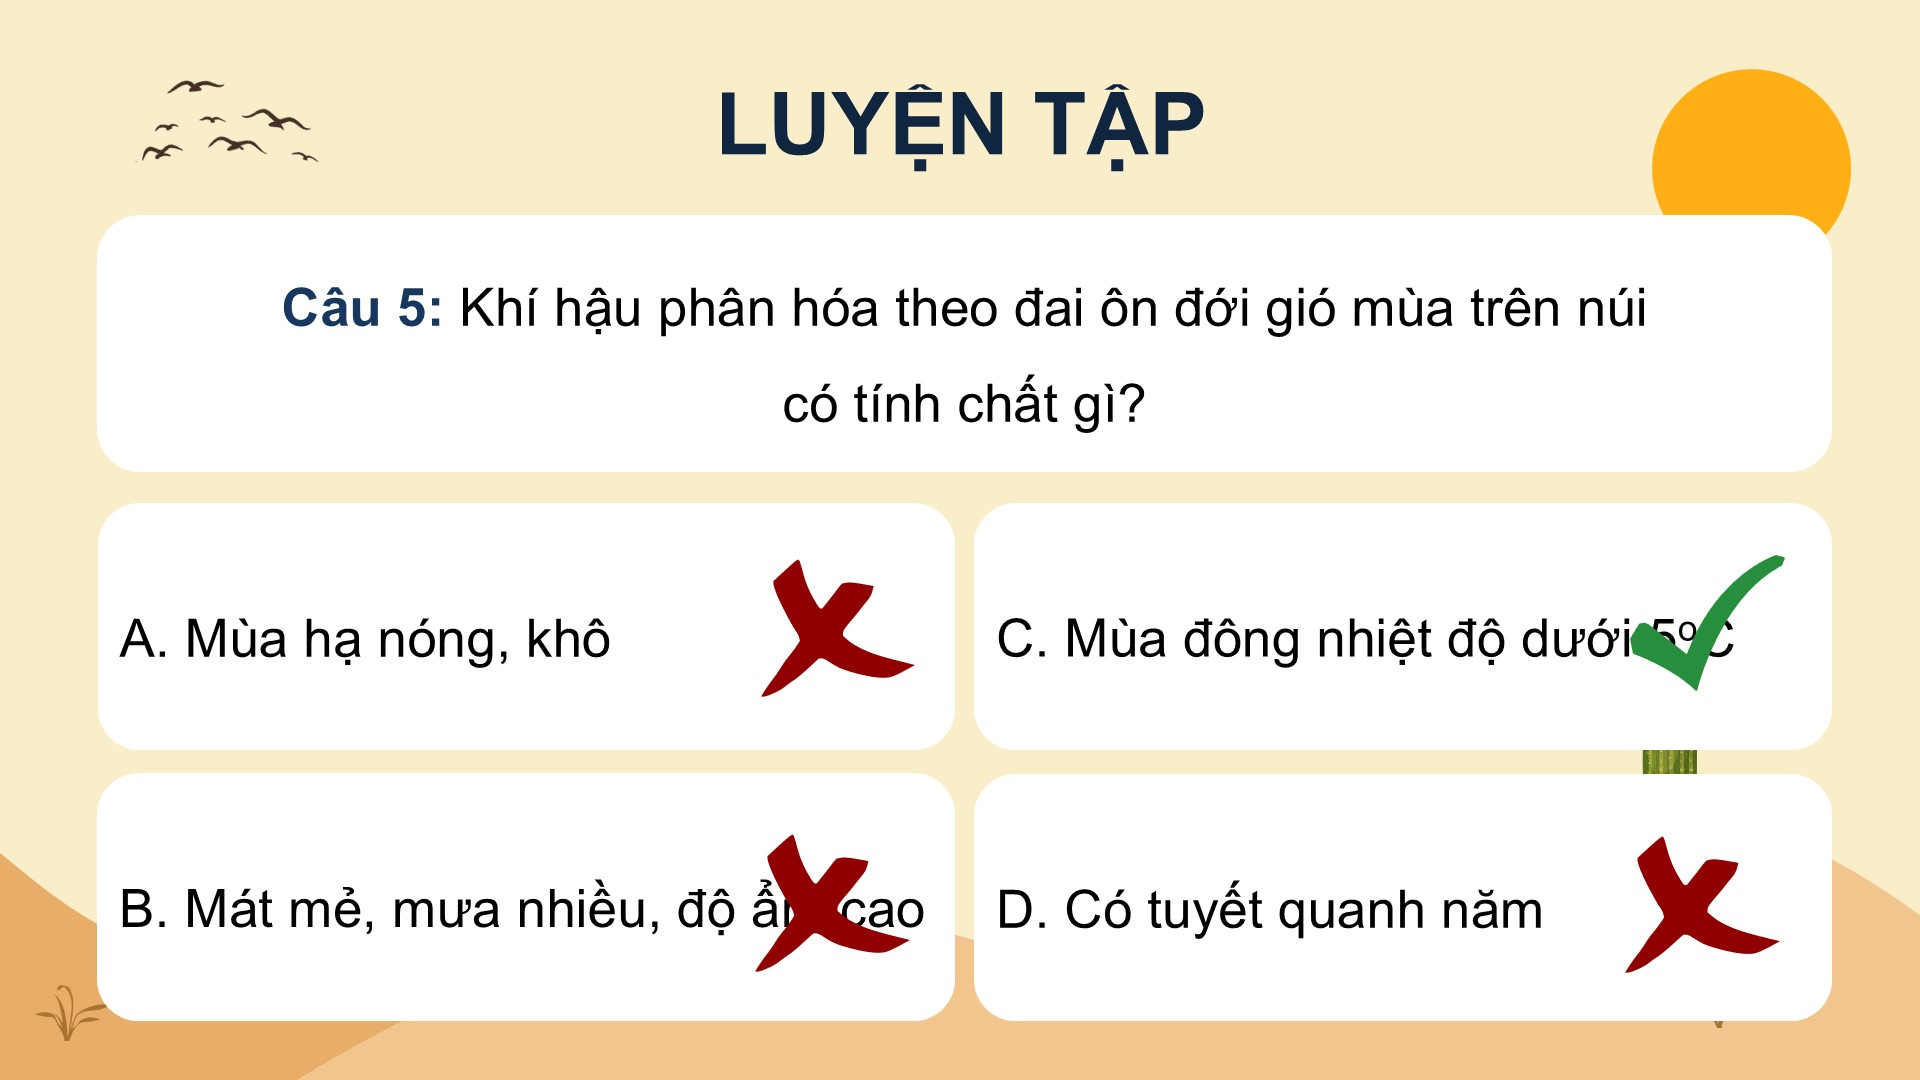 LUYỆN TẬP
Câu 5: Khí hậu phân hóa theo đai ôn đới gió mùa trên núi
có tính chất gì?
A. Mùa hạ nóng, khô
C. Mùa đông nhiệt độ dưới 5ºC
B. Mát mẻ, mưa nhiều, độ ẩm cao
D. Có tuyết quanh năm